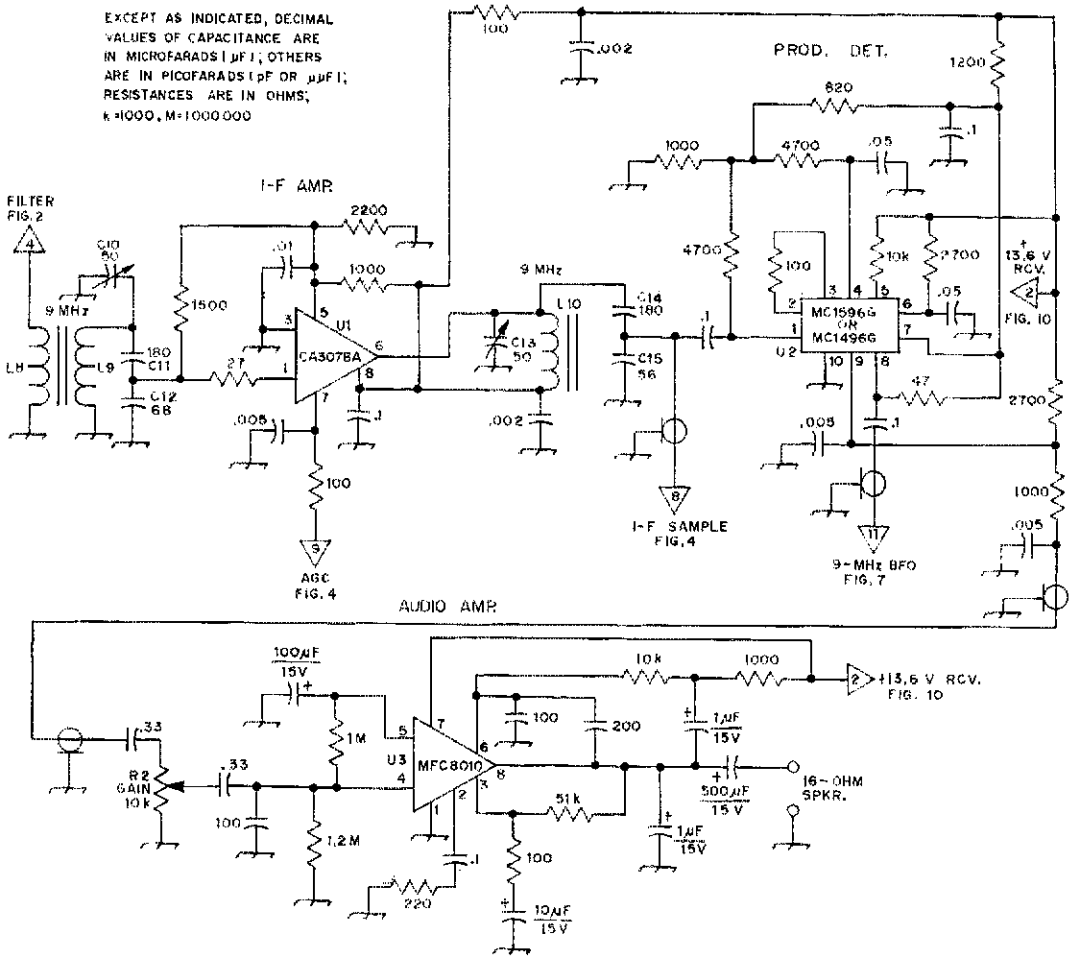 EXCEPT AS INDICATED, DECIMAL
VALUES OF CAPACITANCE ARE
IN MICROFARADS (µF); OTHERS
ARE IN PICOFARADS (pF OR µµF);
RESISTANCES ARE IN OHMS;
k=1000, M=1000000
100
.002
PROD. DET.
1200
820
.1
1000
4700
.05
I-F AMP.
FILTER
FIG. 2
4
2200
C10
50
.01
1000
9 MHz
1500
5
4700
100
10k
2700
+
13.6 V
RCV.
2
FIG. 10
9 MHz
L10
C14
180
3
U1
CA3078A
6
8
1
7
27
L8
L9
180
C11
C12
68
C13
50
C15
56
.1
2
3
4
5
6
.05
MC1596G
OR
MC1496G
1
7
U2
10
9
8
47
2700
.005
.1
.002
.005
.1
100
1000
8
I-F SAMPLE
FIG. 4
11
9-MHz BFO
FIG. 7
.005
9
AGC
FIG. 4
AUDIO AMP.
100µF
15V
+
10k
1000
2
+13.6 V RCV.
FIG. 10
.33
1M
5
7
100
200
+
1µF
15V
6
R2
GAIN
10k
.33
U3
MFC8010
8
4
3
2
1
+
500µF
15V
16-OHM
SPKR.
51k
100
1.2M
+
1µF
15V
.1
100
220
+
10µF
15V